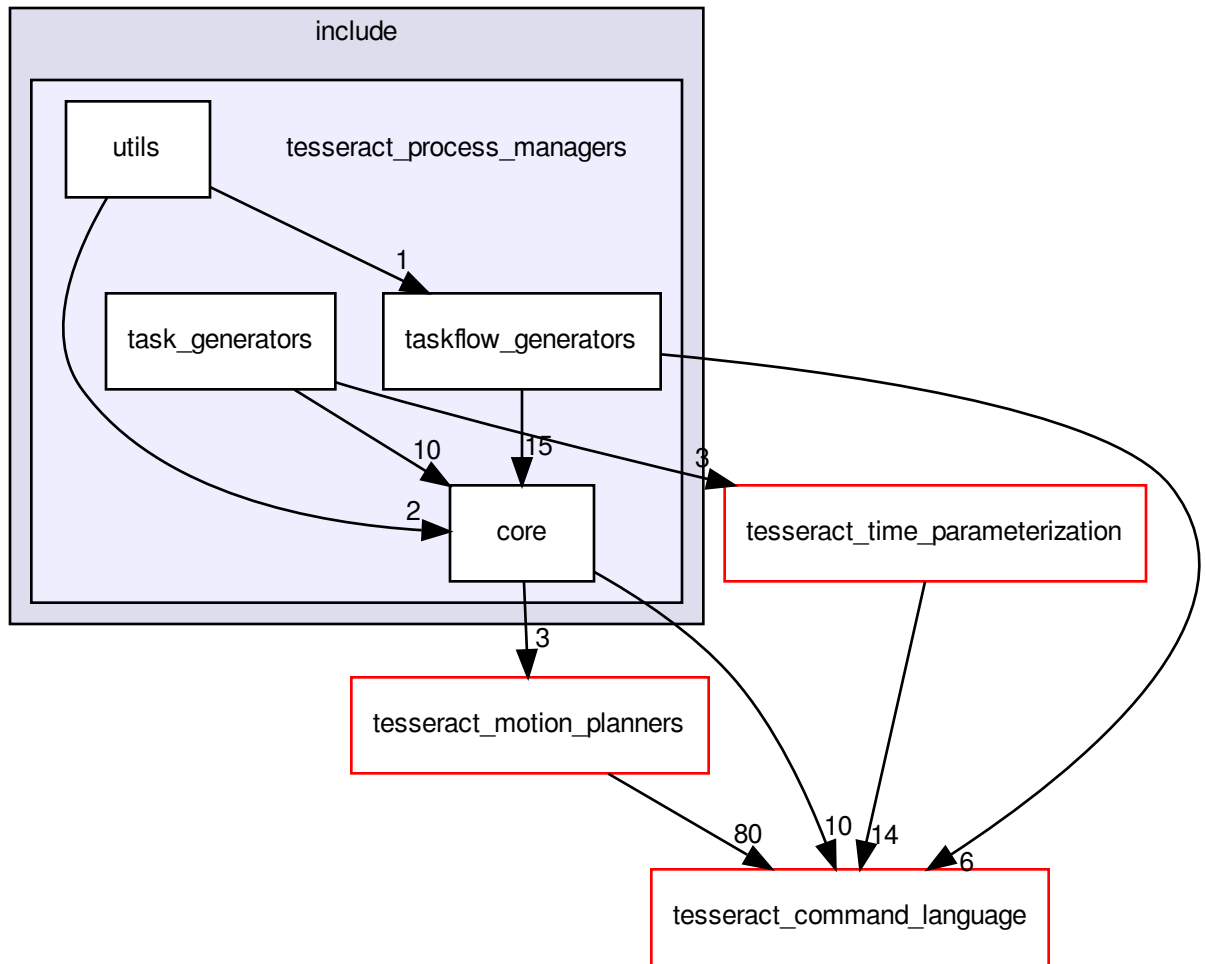 include
utils
tesseract_process_managers
1
task_generators
taskflow_generators
10
15
3
2
core
tesseract_time_parameterization
3
tesseract_motion_planners
80
10
14
6
tesseract_command_language